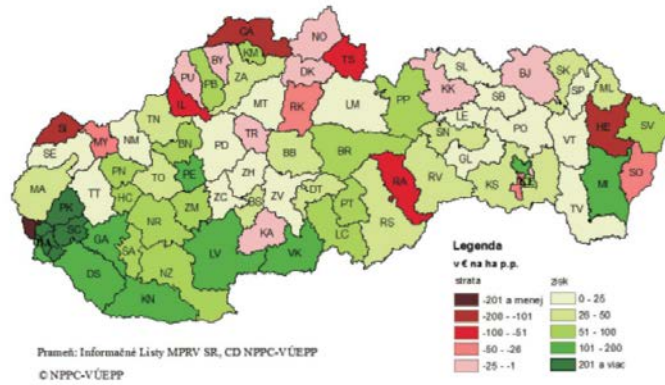 CA
NO
BY
KM
TS
PU
PB
ZA
DK
SL
BJ
SK
ML
KK
SP
IL
RK
LM
PP
SB
HE
SV
MT
LE
SI
TN
PO
VT
MY
NM
BN
TR
SN
SE
PD
BB
BR
GL
SO
PE
ZH
RA
RV
MI
PN
TO
KS
MA
TT
HC
ZM
ZC
BS
ZV
DT
PT
RS
TV
PK
NR
KA
LC
SC
GA
SA
LV
VK
DS
NZ
KN
Legenda
v € na ha p.p.
strata
zisk
-201 a menej
0 - 25
-200 - -101
26 - 50
-100 - -51
51 - 100
-50 - -26
101 - 200
-25 - -1
201 a viac
Prameň: Informačné Listy MPRV SR, CD NPPC-VÚEPP
© NPPC-VÚEPP